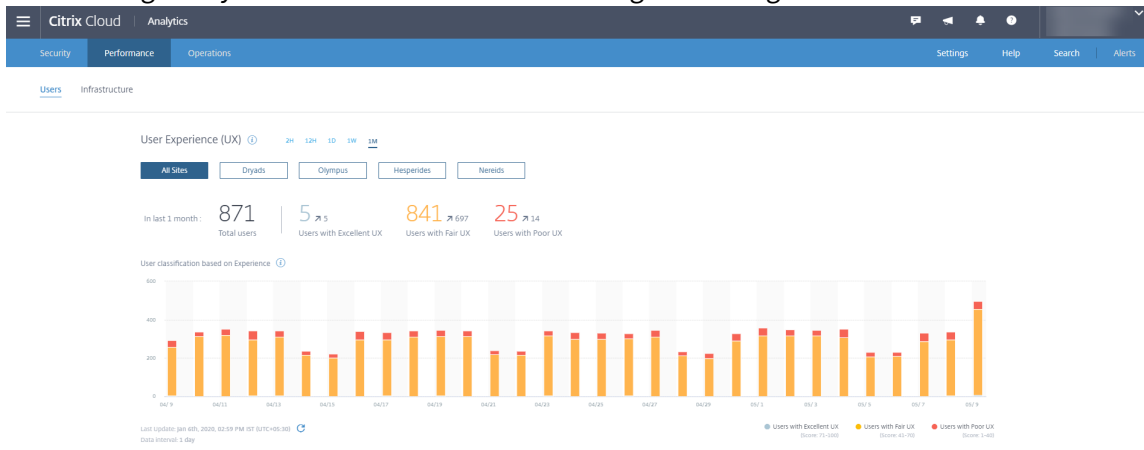 Citrix Cloud Analytics
Security Performance Operations Settings Help Search Alerts
Users Infrastructure
User Experience (UX) 2H 12H 1D 1W 1M
All Sites Dryads Olympus Hesperides Nereids
In last 1 month : 871 5 5 841 697 25 14
Total users Users with Excellent UX Users with Fair UX Users with Poor UX
User classification based on Experience
600
400
200
0
04/ 9 04/11 04/13 04/15 04/17 04/19 04/21 04/23 04/25 04/27 04/29 05/ 1 05/ 3 05/ 5 05/ 7 05/ 9
Last Update: Jan 6th, 2020, 02:59 PM IST (UTC+05:30) Users with Excellent UX Users with Fair UX Users with Poor UX
Data Interval: 1 day (Score: 71-100) (Score: 41-70) (Score: 1-40)